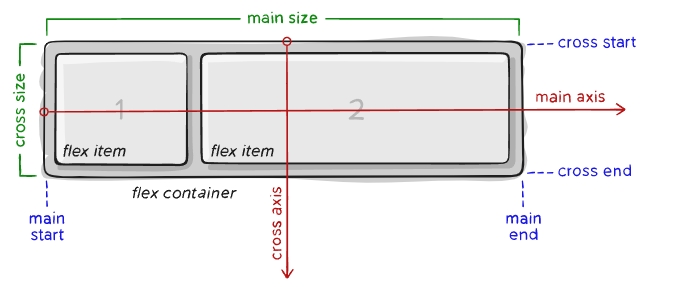 main size
cross start
cross size
1
2
main axis
flex item
flex item
cross end
flex container
cross axis
main
start
main
end